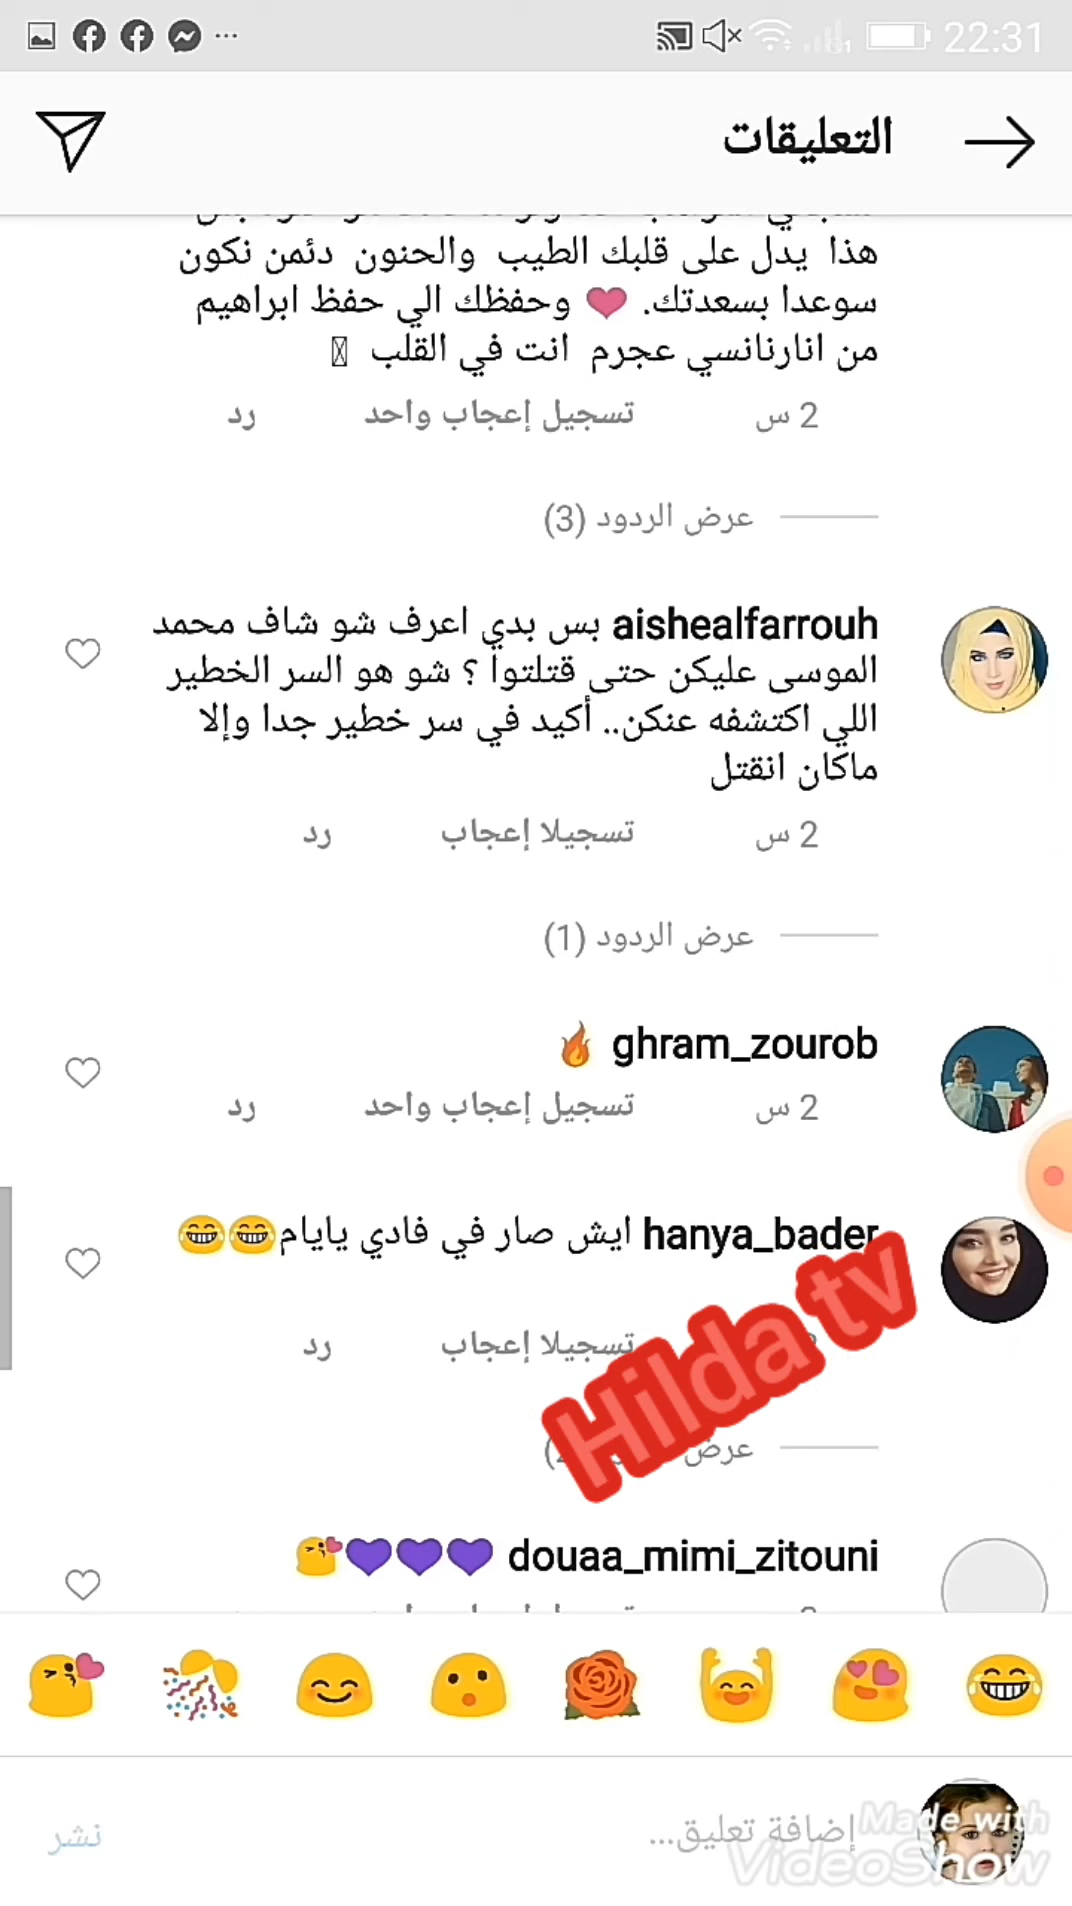 22:31
التعليقات
هذا يدل على قلبك الطيب والحنون دئمن نكون
سوعدا بسعدتك. ❤ وحفظك الي حفظ ابراهيم
من انارنانسي عجرم انت في القلب
2 س تسجيل إعجاب واحد رد
عرض الردود (3)
aishealfarrouh بس بدي اعرف شو شاف محمد
الموسى عليكن حتى قتلتوا ؟ شو هو السر الخطير
اللي اكتشفه عنكن.. أكيد في سر خطير جدا وإلا
ماكان انقتل
2 س تسجيلا إعجاب رد
عرض الردود (1)
ghram_zourob 🔥
2 س تسجيل إعجاب واحد رد
hanya_bader ايش صار في فادي يايام😂😂
تسجيلا إعجاب رد
Hilda tv
عرض
douaa_mimi_zitouni 💜💜💜😘
إضافة تعليق...
نشر
Made with
VideoShow